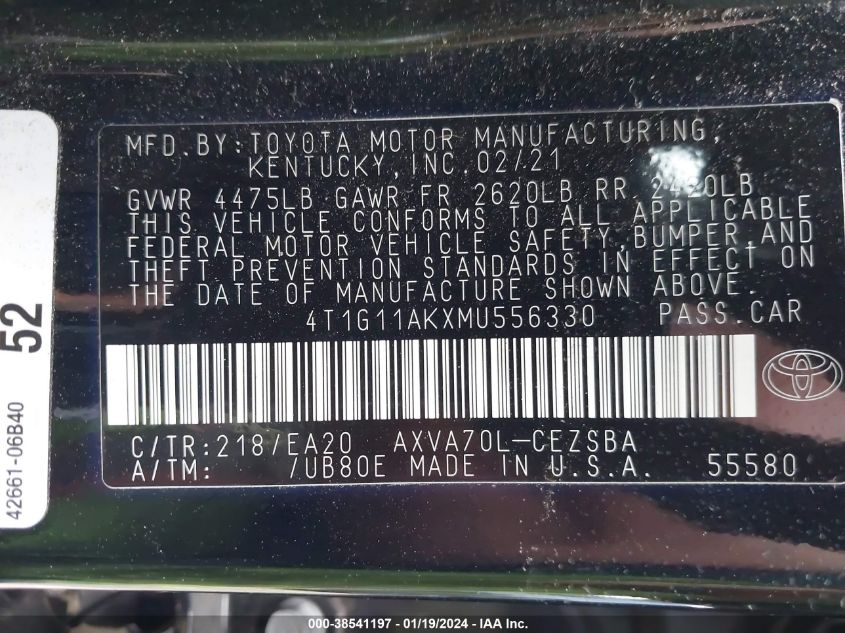 MFD. BY: TOYOTA MOTOR MANUFACTURING,
KENTUCKY, INC. 02/21
GVWR 4475LB GAWR FR 2620LB RR
THIS VEHICLE CONFORMS TO ALL APPLICABLE
FEDERAL MOTOR VEHICLE SAFETY, BUMPER, AND
THEFT PREVENTION STANDARDS IN EFFECT ON
THE DATE OF MANUFACTURE SHOWN ABOVE.
4T1G11AKXMU556330 PASS. CAR
C/TR: 218/EA20 AXVA70L-CEZSBA
A/TM: /UB80E MADE IN U.S.A. 55580
52
42661-06B40
000-38541197 - 01/19/2024 - IAA Inc.